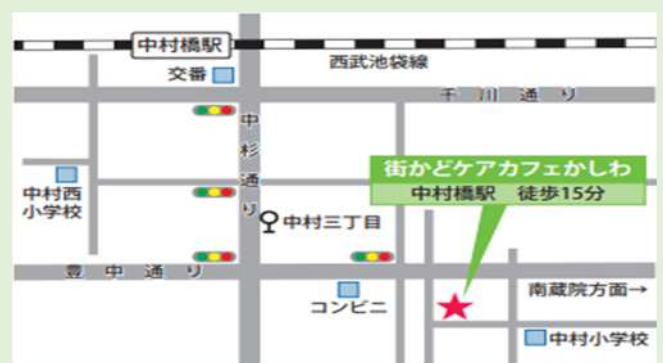 中村橋駅
西武池袋線
交番
千川通り
中杉通り
街かどケアカフェかしわ
中村橋駅 徒歩15分
中村西
小学校
中村三丁目
豊中通り
コンビニ
南蔵院方面→
中村小学校